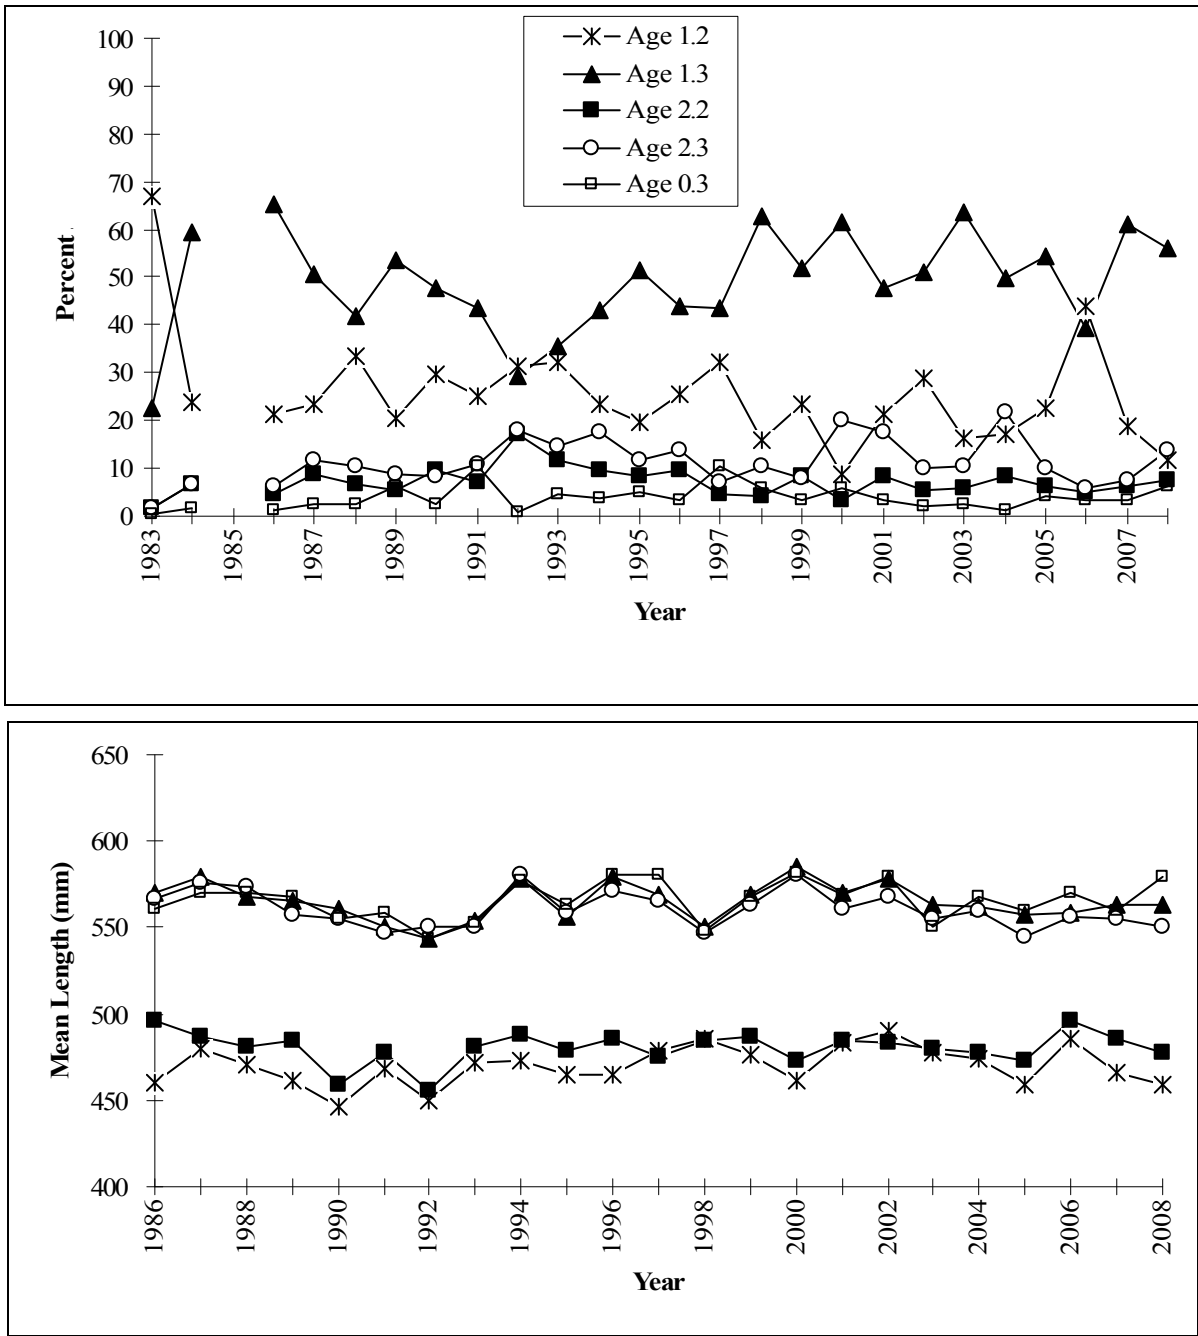 Age 1.2
Age 1.3
Age 2.2
Age 2.3
Age 0.3
100
90
80
70
60
50
40
30
20
10
0
Percent
1983 1985 1987 1989 1991 1993 1995 1997 1999 2001 2003 2005 2007
Year
650
600
550
500
450
400
Mean Length (mm)
1986 1988 1990 1992 1994 1996 1998 2000 2002 2004 2006 2008
Year